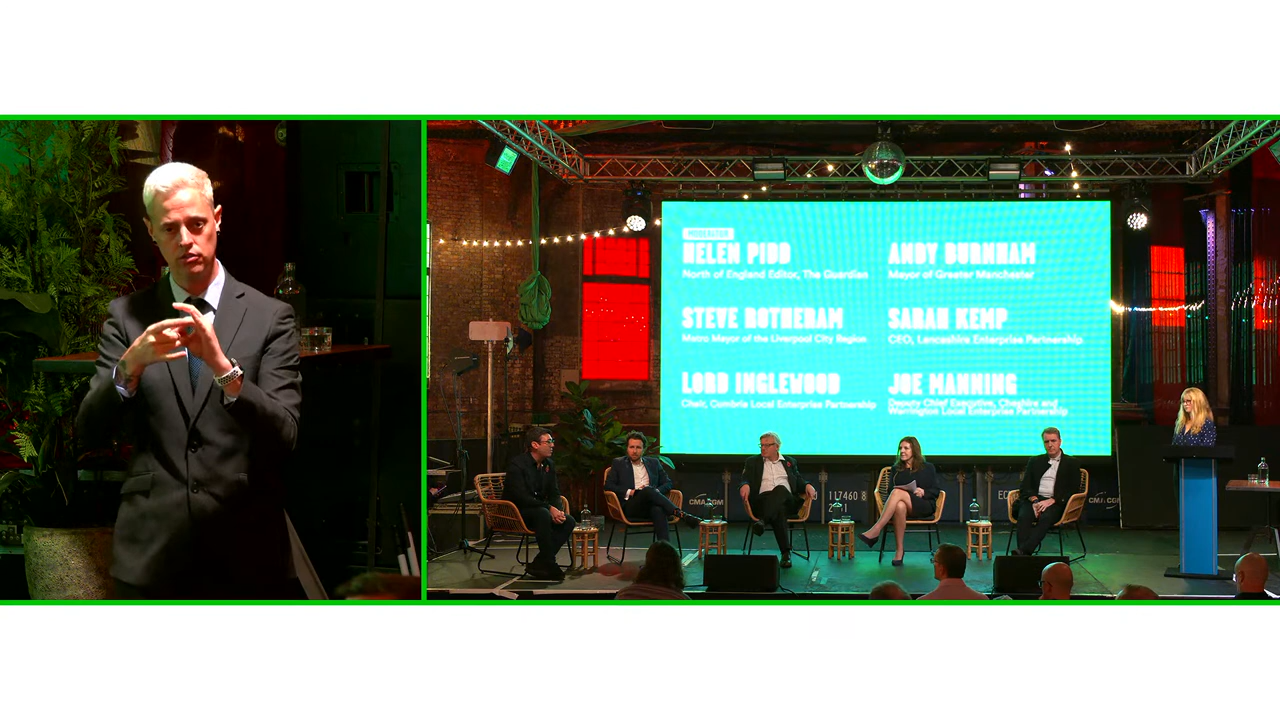 MODERATOR
HELEN PIDD
North of England Editor, The Guardian
ANDY BURNHAM
Mayor of Greater Manchester
STEVE ROTHERAM
Metro Mayor of the Liverpool City Region
SARAH KEMP
CEO, Lancashire Enterprise Partnership
LORD INGLEWOOD
Chair, Cumbria Local Enterprise Partnership
JOE MANNING
Deputy Chief Executive, Cheshire and
Warrington Local Enterprise Partnership
CMACGM